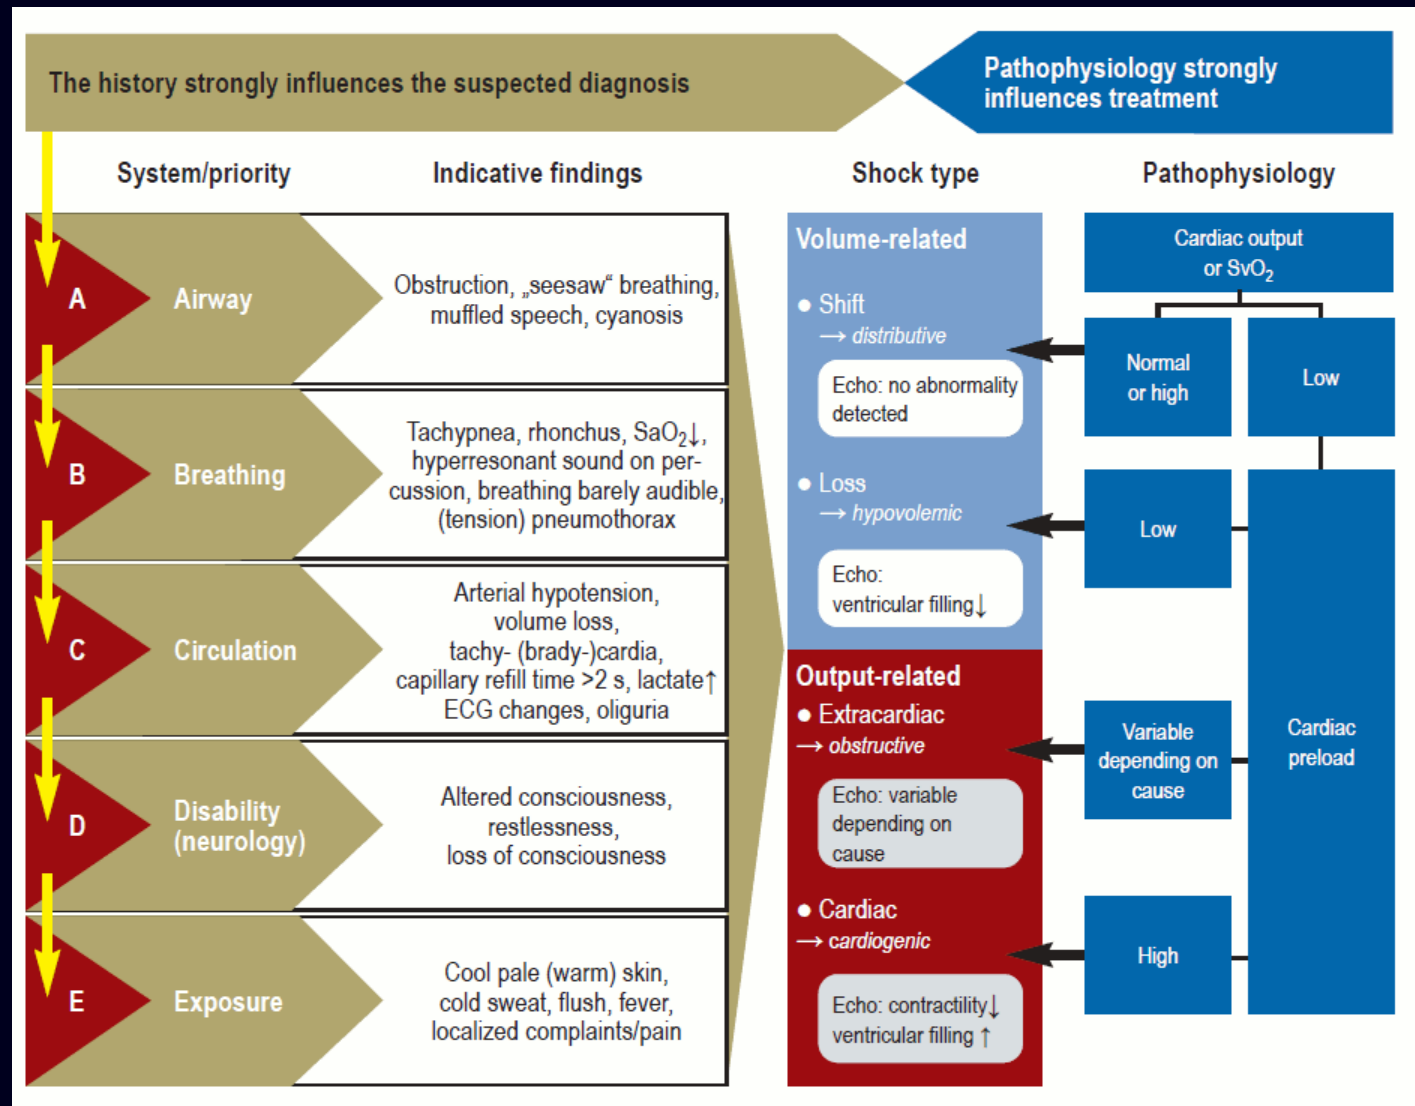 The history strongly influences the suspected diagnosis
Pathophysiology strongly
influences treatment
System/priority
Indicative findings
Shock type
Pathophysiology
A
Airway
Obstruction, „seesaw“ breathing,
muffled speech, cyanosis
B
Breathing
Tachypnea, rhonchus, SaO₂↓,
hyperresonant sound on per-
cussion, breathing barely audible,
(tension) pneumothorax
C
Circulation
Arterial hypotension,
volume loss,
tachy- (brady-)cardia,
capillary refill time >2 s, lactate↑
ECG changes, oliguria
D
Disability
(neurology)
Altered consciousness,
restlessness,
loss of consciousness
E
Exposure
Cool pale (warm) skin,
cold sweat, flush, fever,
localized complaints/pain
Volume-related
● Shift
→ distributive
Echo: no abnormality
detected
● Loss
→ hypovolemic
Echo:
ventricular filling↓
Output-related
● Extracardiac
→ obstructive
Echo: variable
depending on
cause
● Cardiac
→ cardiogenic
Echo: contractility↓
ventricular filling ↑
Cardiac output
or SvO₂
Normal
or high
Low
Low
Variable
depending on
cause
High
Cardiac
preload